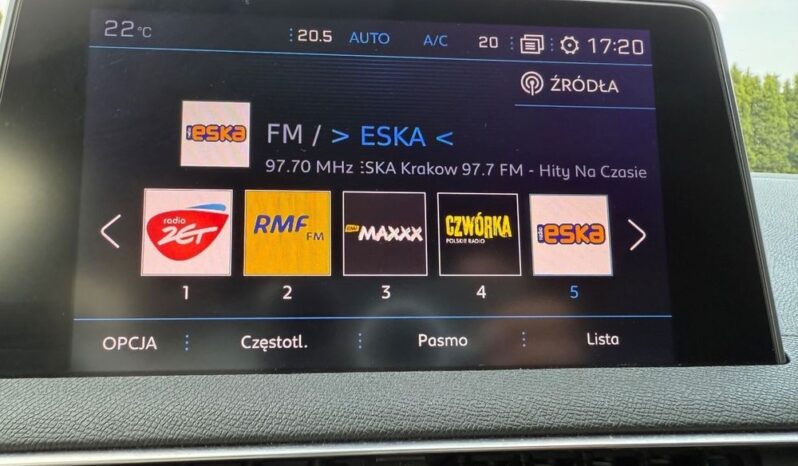 22°C 20.5 AUTO A/C 20 17:20
ŹRÓDŁA
eska FM / > ESKA <
97.70 MHz :SKA Krakow 97.7 FM - Hity Na Czasie
radio ZET
RMF FM
RMF MAXXX
CZWÓRKA
POLSKIE RADIO
radio eska
1 2 3 4 5
OPCJA Częstotl. Pasmo Lista